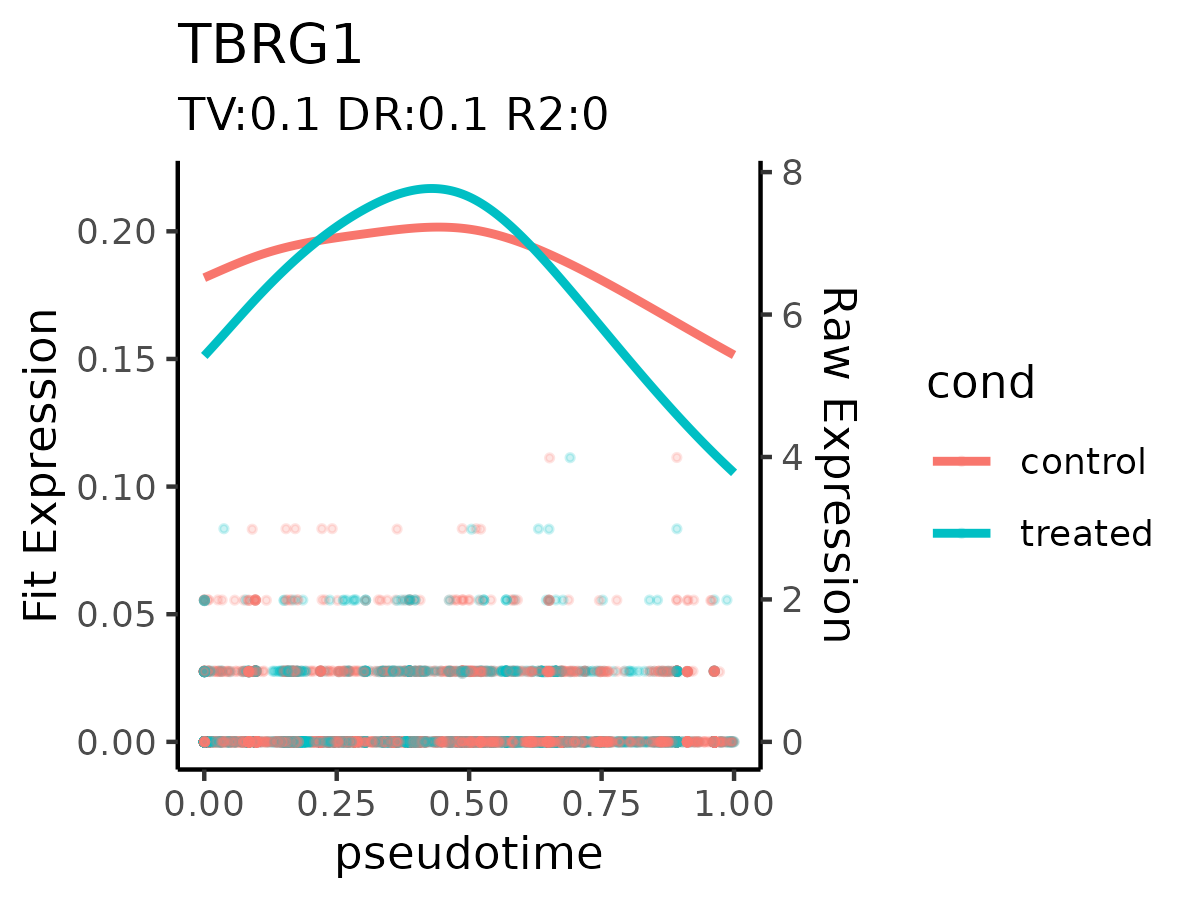 TBRG1
TV:0.1 DR:0.1 R2:0
Fit Expression
0.20
0.15
0.10
0.05
0.00
8
6
4
2
0
Raw Expression
0.00 0.25 0.50 0.75 1.00
pseudotime
cond
control
treated